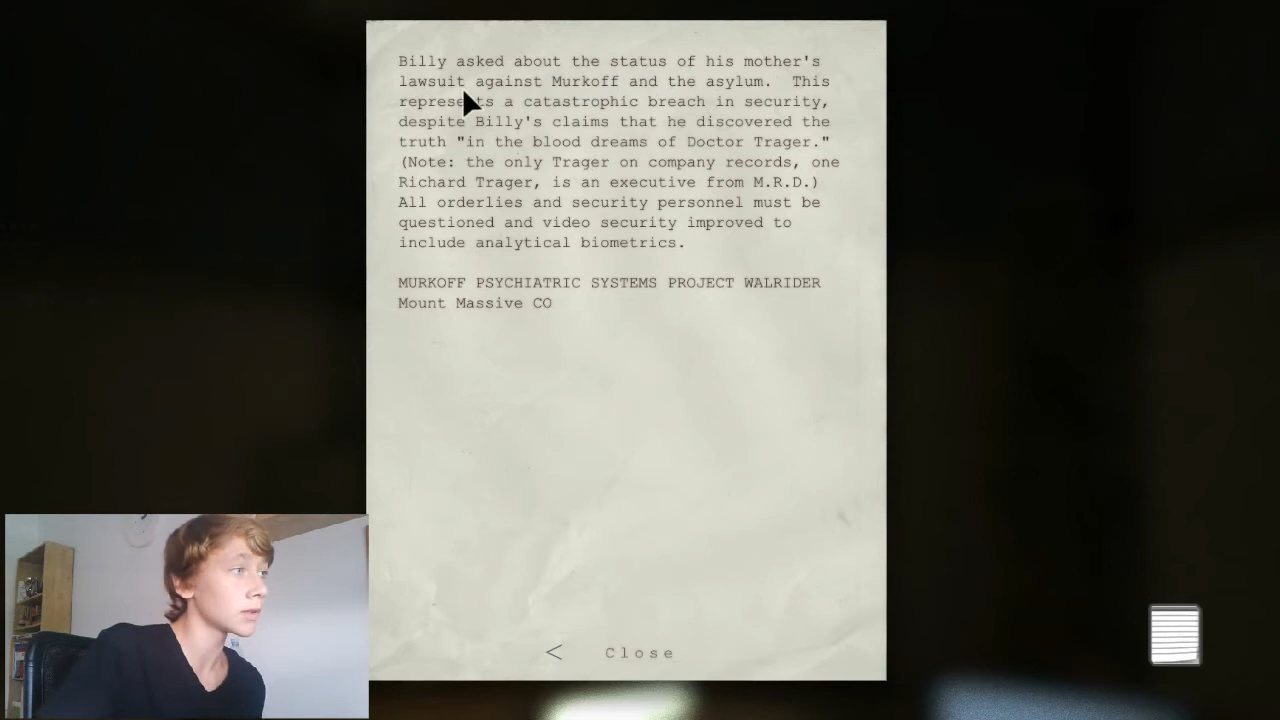 Billy asked about the status of his mother's
lawsuit against Murkoff and the asylum.  This
represents a catastrophic breach in security,
despite Billy's claims that he discovered the
truth "in the blood dreams of Doctor Trager."
(Note: the only Trager on company records, one
Richard Trager, is an executive from M.R.D.)
All orderlies and security personnel must be
questioned and video security improved to
include analytical biometrics.
MURKOFF PSYCHIATRIC SYSTEMS PROJECT WALRIDER
Mount Massive CO
< Close